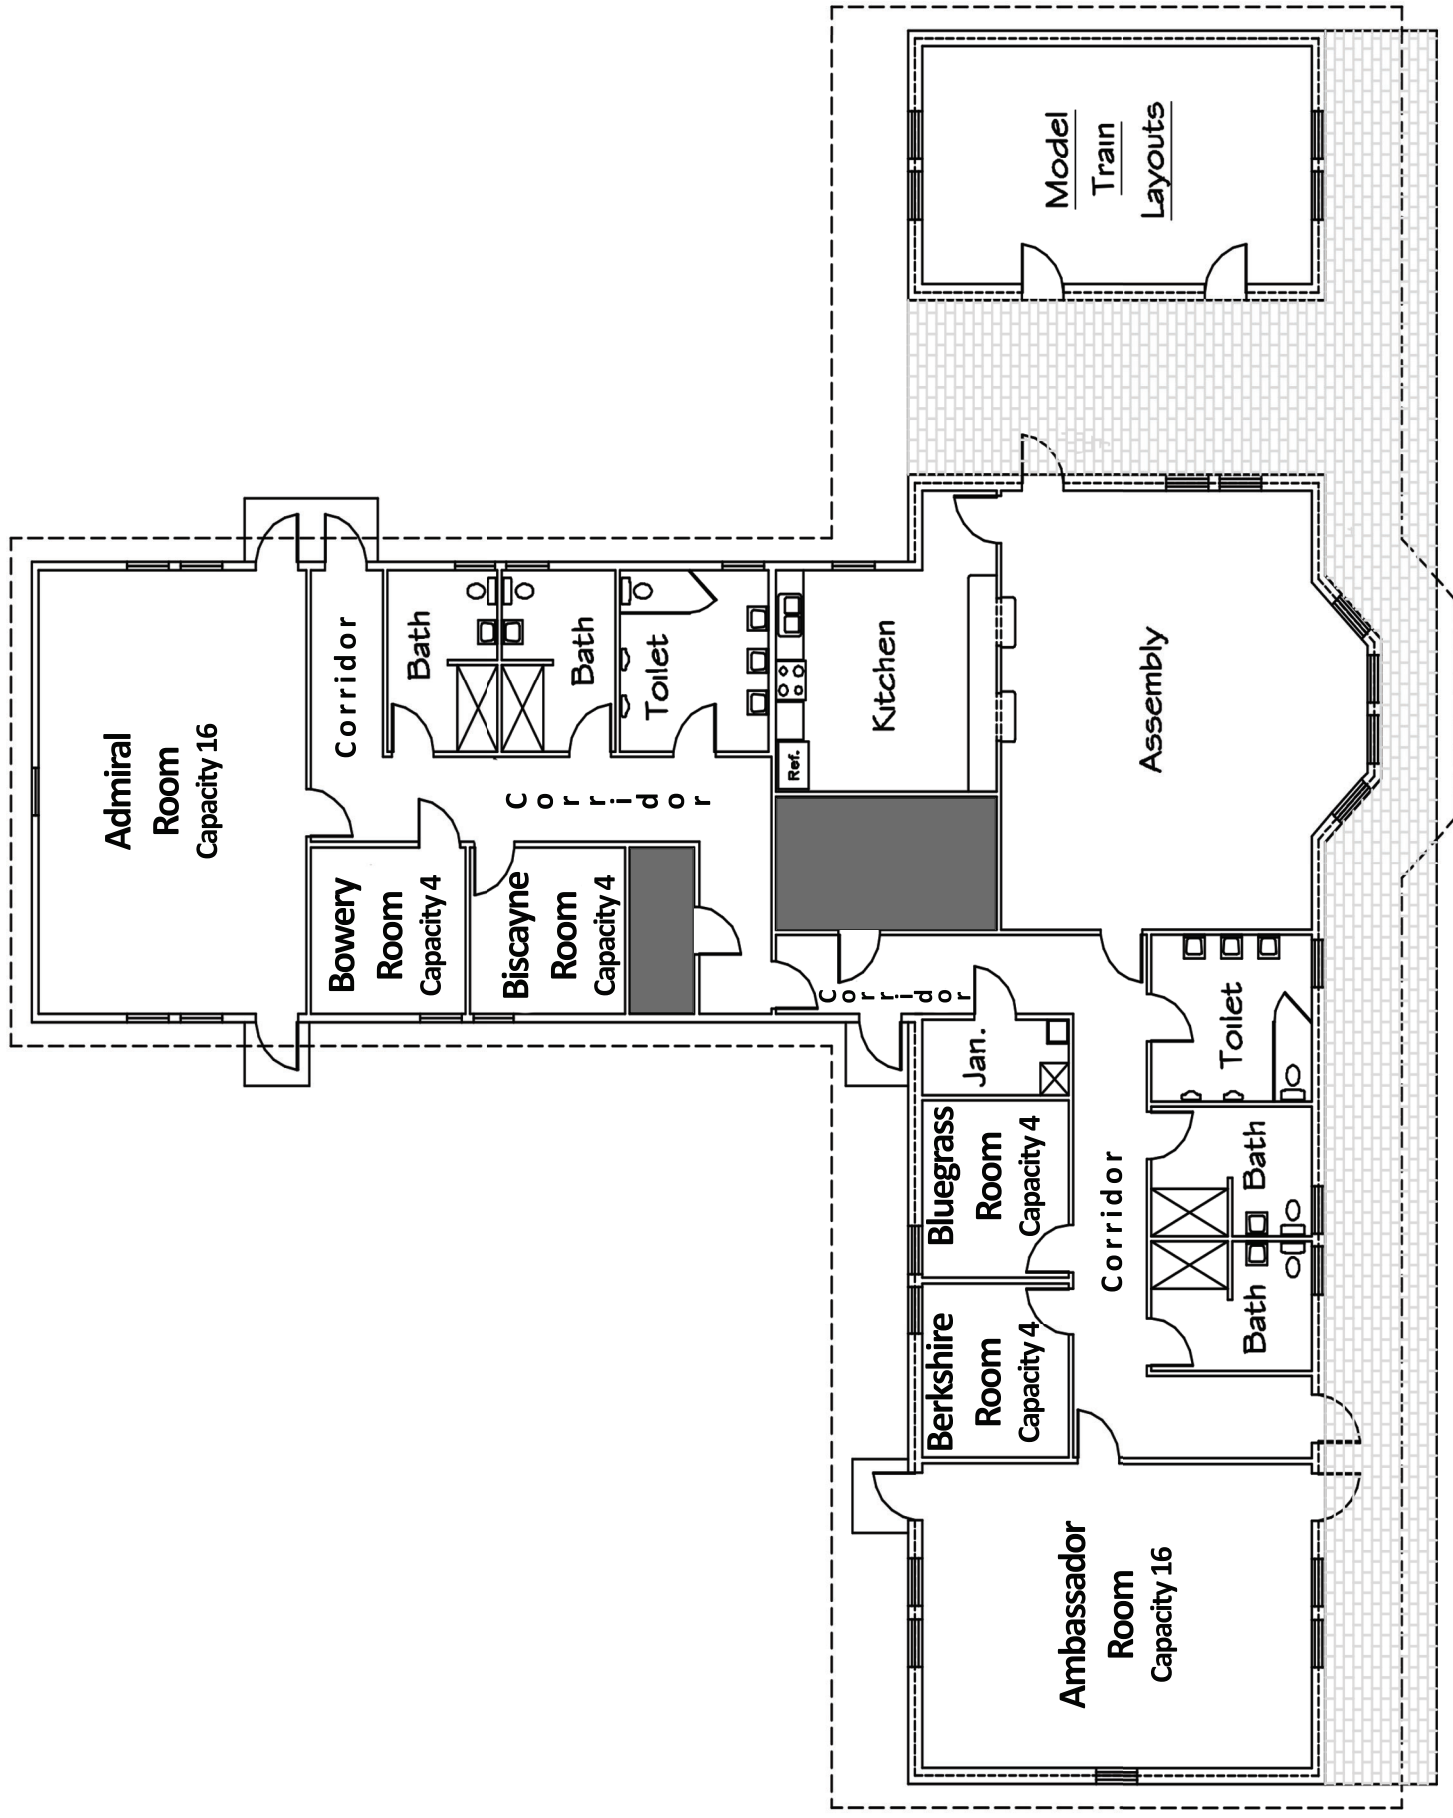 Admiral
Room
Capacity 16
Corridor
Bath
Bath
Toilet
Corridor
Bowery
Room
Capacity 4
Biscayne
Room
Capacity 4
Ref.
Kitchen
Assembly
Model
Train
Layouts
Corridor
Jan.
Toilet
Bluegrass
Room
Capacity 4
Corridor
Bath
Bath
Berkshire
Room
Capacity 4
Ambassador
Room
Capacity 16